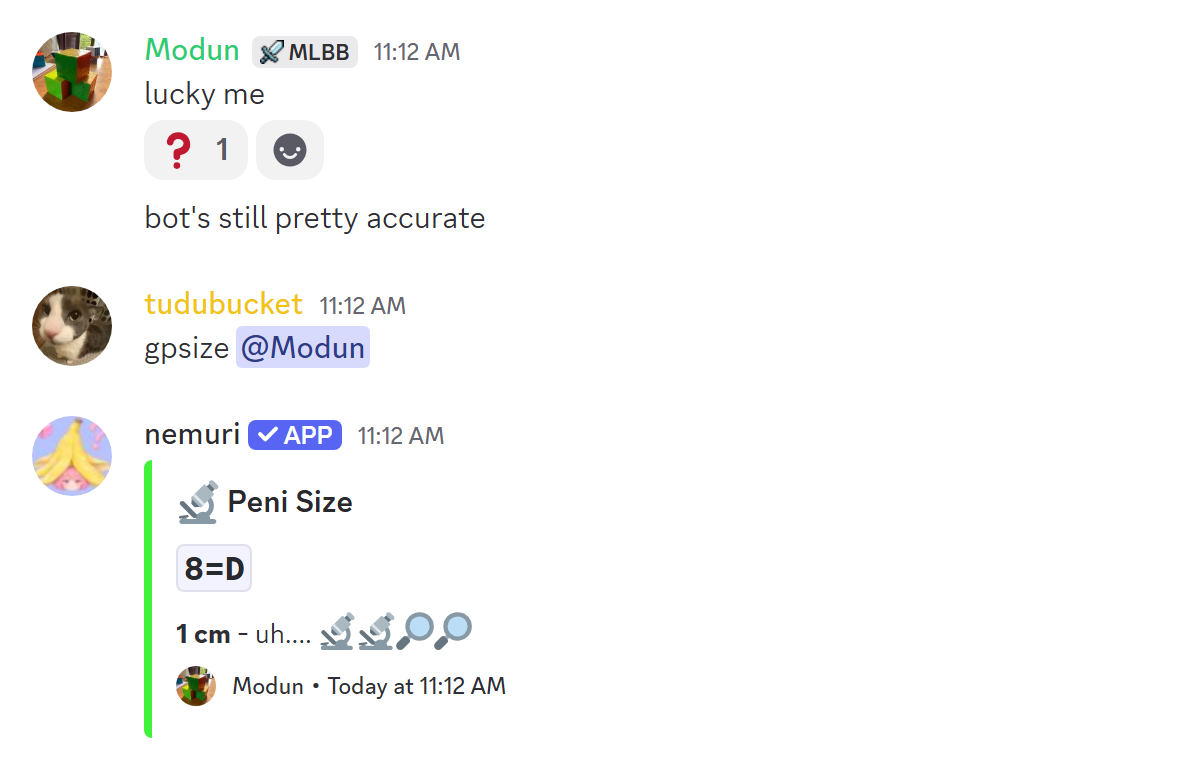 Modun MLBB 11:12 AM
lucky me
1
bot's still pretty accurate
tudubucket 11:12 AM
gpsize @Modun
nemuri APP 11:12 AM
Peni Size
8=D
1 cm - uh....
Modun • Today at 11:12 AM